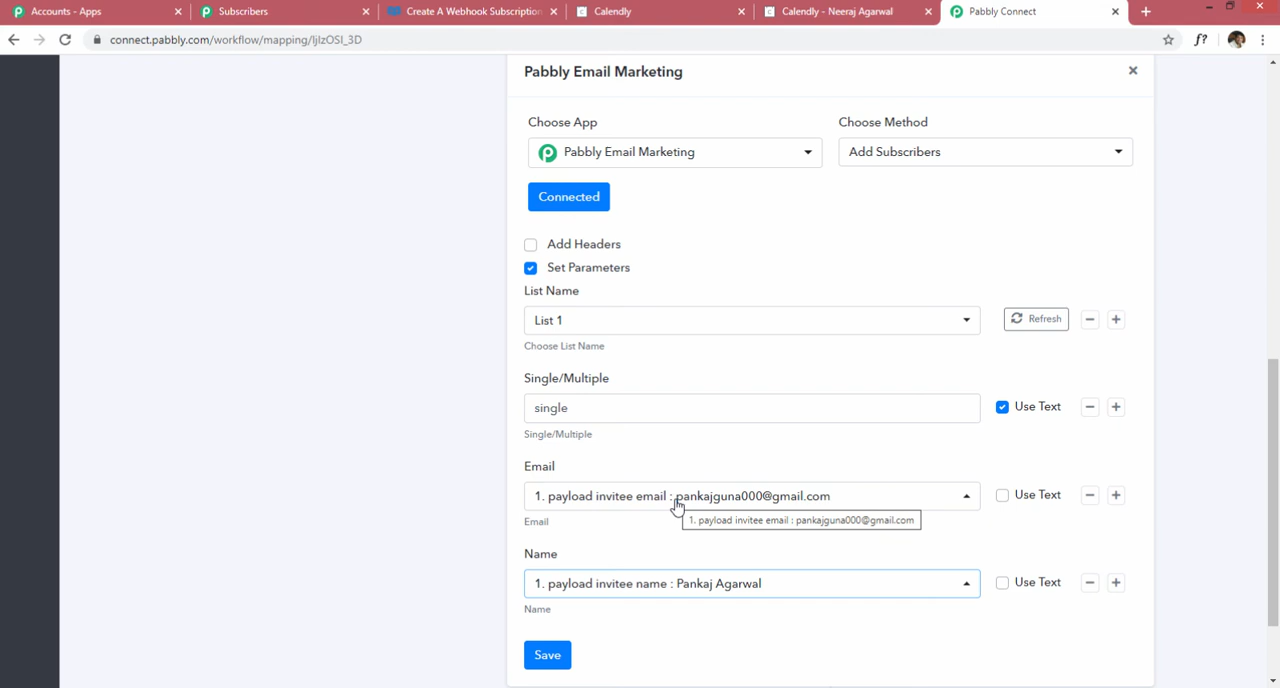 Accounts - Apps
Subscribers
Create A Webhook Subscription
Calendly
Calendly - Neeraj Agarwal
Pabbly Connect
connect.pabbly.com/workflow/mapping/IjIzOSI_3D
f?
Pabbly Email Marketing
Choose App
Choose Method
Pabbly Email Marketing
Add Subscribers
Connected
Add Headers
Set Parameters
List Name
List 1
Refresh
Choose List Name
Single/Multiple
single
Use Text
Single/Multiple
Email
1. payload invitee email : pankajguna000@gmail.com
Use Text
Email
1. payload invitee email : pankajguna000@gmail.com
Name
1. payload invitee name : Pankaj Agarwal
Use Text
Name
Save